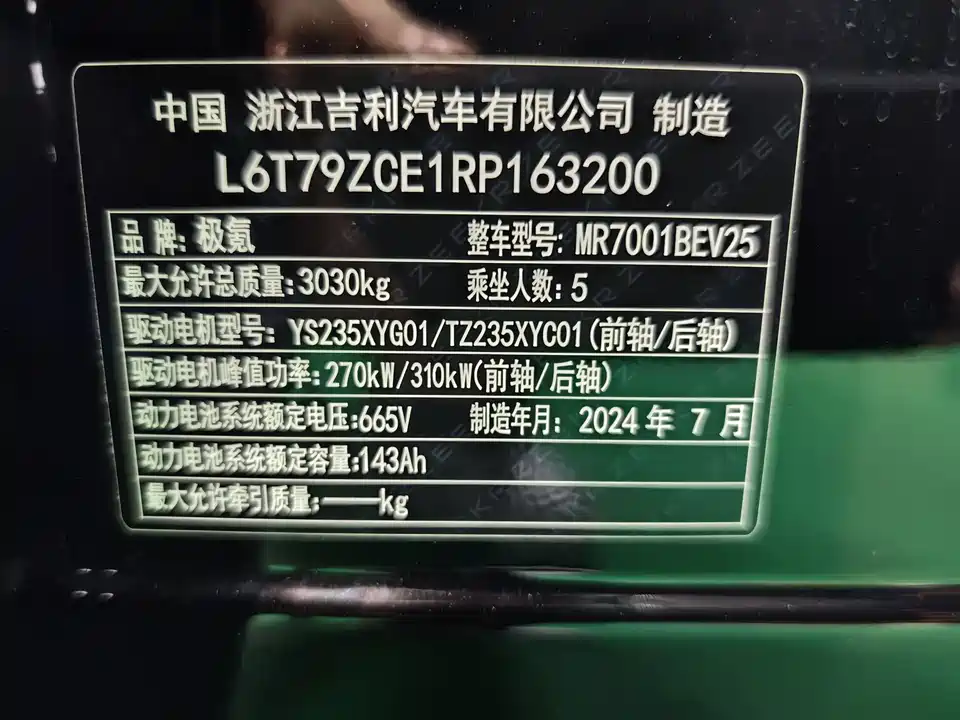 中国 浙江吉利汽车有限公司 制造
L6T79ZCE1RP163200
品 牌: 极氪 整车型号: MR7001BEV25
最大允许总质量:3030kg 乘坐人数: 5
驱动电机型号: YS235XYG01/TZ235XYC01(前轴/后轴)
驱动电机峰值功率:270kW/310kW(前轴/后轴)
动力电池系统额定电压:665V 制造年月: 2024 年 7 月
动力电池系统额定容量:143Ah
最大允许牵引质量:——kg